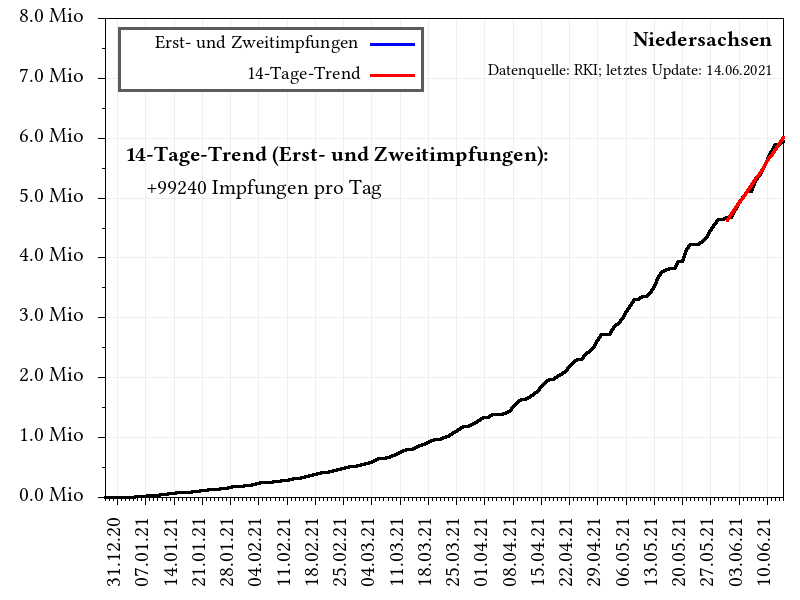 8.0 Mio
7.0 Mio
6.0 Mio
5.0 Mio
4.0 Mio
3.0 Mio
2.0 Mio
1.0 Mio
0.0 Mio
Erst- und Zweitimpfungen
14-Tage-Trend
Niedersachsen
Datenquelle: RKI; letztes Update: 14.06.2021
14-Tage-Trend (Erst- und Zweitimpfungen):
+99240 Impfungen pro Tag
31.12.20
07.01.21
14.01.21
21.01.21
28.01.21
04.02.21
11.02.21
18.02.21
25.02.21
04.03.21
11.03.21
18.03.21
25.03.21
01.04.21
08.04.21
15.04.21
22.04.21
29.04.21
06.05.21
13.05.21
20.05.21
27.05.21
03.06.21
10.06.21